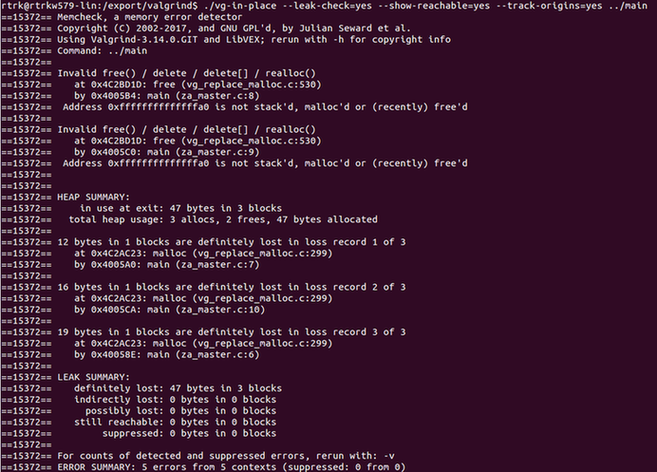 rtrk@rtrkw579-lin:/export/valgrind$ ./vg-in-place --leak-check=yes --show-reachable=yes --track-origins=yes ../main
==15372== Memcheck, a memory error detector
==15372== Copyright (C) 2002-2017, and GNU GPL'd, by Julian Seward et al.
==15372== Using Valgrind-3.14.0.GIT and LibVEX; rerun with -h for copyright info
==15372== Command: ../main
==15372==
==15372== Invalid free() / delete / delete[] / realloc()
==15372==    at 0x4C2BD1D: free (vg_replace_malloc.c:530)
==15372==    by 0x4005B4: main (za_master.c:8)
==15372==  Address 0xffffffffffffffa0 is not stack'd, malloc'd or (recently) free'd
==15372==
==15372== Invalid free() / delete / delete[] / realloc()
==15372==    at 0x4C2BD1D: free (vg_replace_malloc.c:530)
==15372==    by 0x4005C0: main (za_master.c:9)
==15372==  Address 0xffffffffffffffa0 is not stack'd, malloc'd or (recently) free'd
==15372==
==15372==
==15372== HEAP SUMMARY:
==15372==     in use at exit: 47 bytes in 3 blocks
==15372==   total heap usage: 3 allocs, 2 frees, 47 bytes allocated
==15372==
==15372== 12 bytes in 1 blocks are definitely lost in loss record 1 of 3
==15372==    at 0x4C2AC23: malloc (vg_replace_malloc.c:299)
==15372==    by 0x4005A0: main (za_master.c:7)
==15372==
==15372== 16 bytes in 1 blocks are definitely lost in loss record 2 of 3
==15372==    at 0x4C2AC23: malloc (vg_replace_malloc.c:299)
==15372==    by 0x4005CA: main (za_master.c:10)
==15372==
==15372== 19 bytes in 1 blocks are definitely lost in loss record 3 of 3
==15372==    at 0x4C2AC23: malloc (vg_replace_malloc.c:299)
==15372==    by 0x40058E: main (za_master.c:6)
==15372==
==15372== LEAK SUMMARY:
==15372==    definitely lost: 47 bytes in 3 blocks
==15372==    indirectly lost: 0 bytes in 0 blocks
==15372==      possibly lost: 0 bytes in 0 blocks
==15372==    still reachable: 0 bytes in 0 blocks
==15372==         suppressed: 0 bytes in 0 blocks
==15372==
==15372== For counts of detected and suppressed errors, rerun with: -v
==15372== ERROR SUMMARY: 5 errors from 5 contexts (suppressed: 0 from 0)